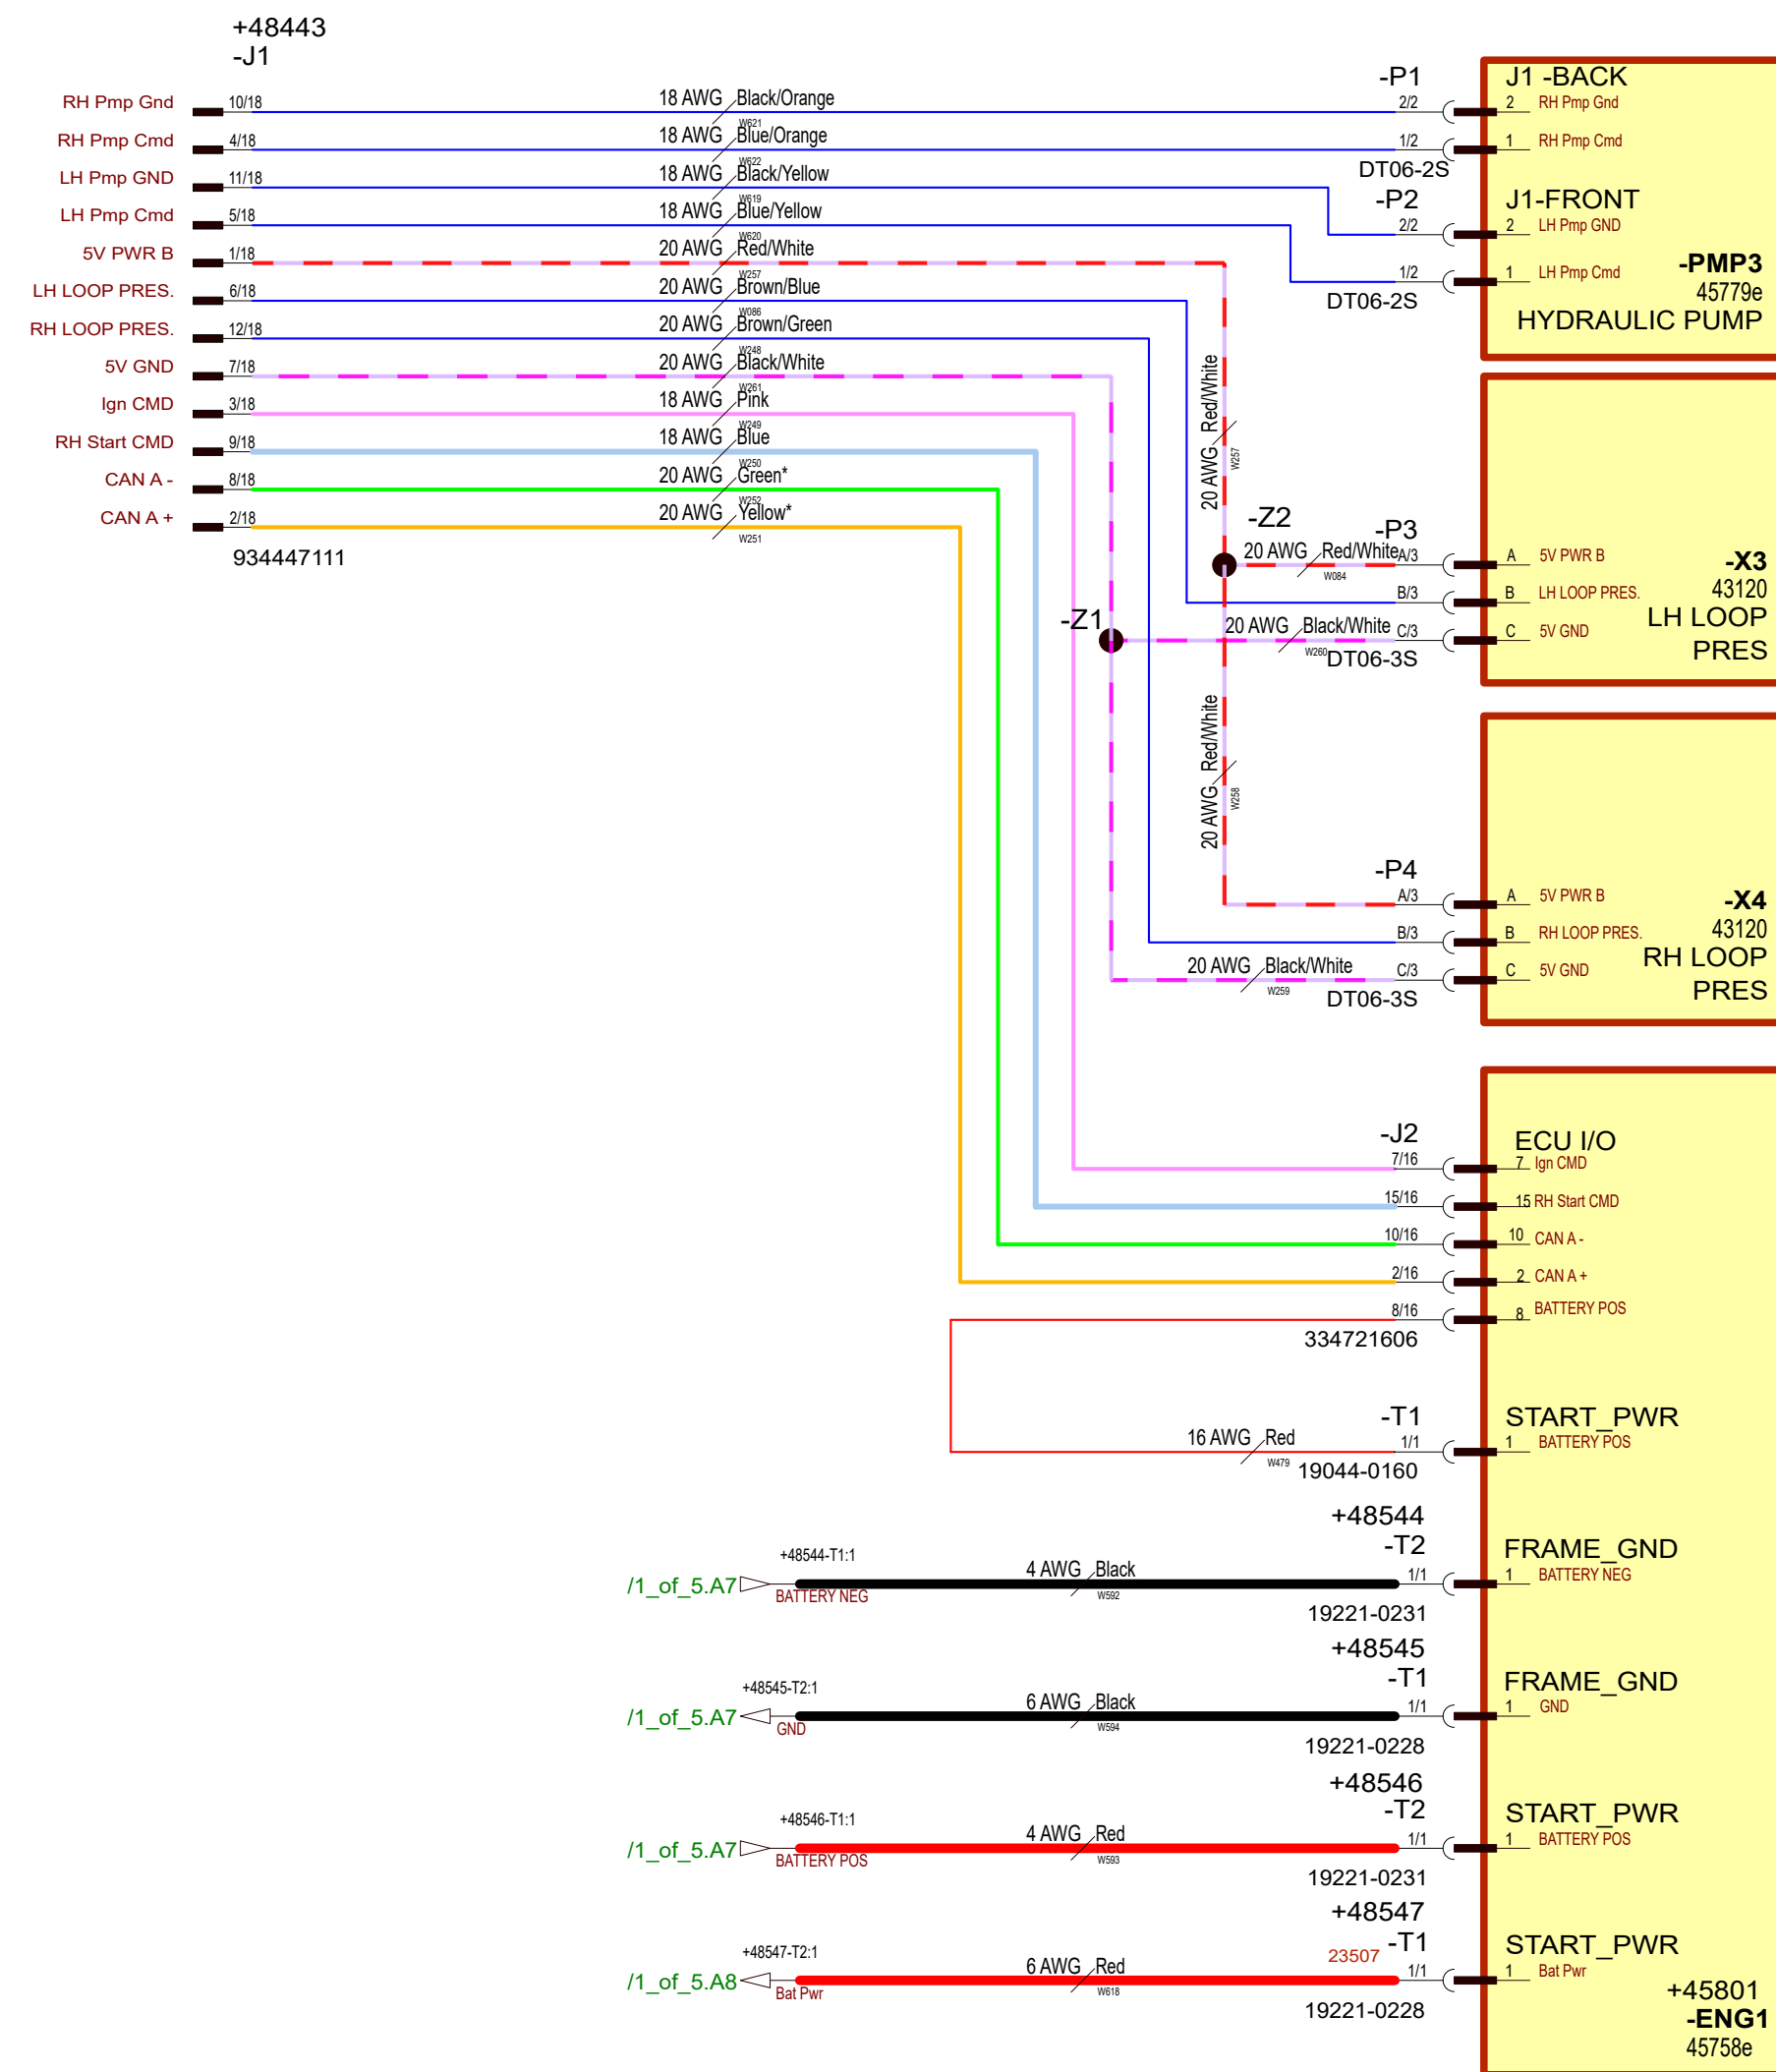 +48443
-J1
RH Pmp Gnd 10/18 18 AWG Black/Orange W621
RH Pmp Cmd 4/18 18 AWG Blue/Orange W622
LH Pmp GND 11/18 18 AWG Black/Yellow W619
LH Pmp Cmd 5/18 18 AWG Blue/Yellow W620
5V PWR B 1/18 20 AWG Red/White W257
LH LOOP PRES. 6/18 20 AWG Brown/Blue W086
RH LOOP PRES. 12/18 20 AWG Brown/Green W248
5V GND 7/18 20 AWG Black/White W261
Ign CMD 3/18 18 AWG Pink W249
RH Start CMD 9/18 18 AWG Blue W250
CAN A - 8/18 20 AWG Green* W252
CAN A + 2/18 20 AWG Yellow* W251
934447111
-P1 J1 -BACK
2/2 2 RH Pmp Gnd
1/2 1 RH Pmp Cmd
DT06-2S
-P2 J1-FRONT
2/2 2 LH Pmp GND
1/2 1 LH Pmp Cmd
DT06-2S
-PMP3
45779e
HYDRAULIC PUMP
20 AWG Red/White W257
-Z2
-P3
20 AWG Red/White W084 A/3 A 5V PWR B
B/3 B LH LOOP PRES.
-Z1
20 AWG Black/White W260 C/3 C 5V GND
DT06-3S
-X3
43120
LH LOOP
PRES
20 AWG Red/White W258
-P4
A/3 A 5V PWR B
B/3 B RH LOOP PRES.
20 AWG Black/White W259 C/3 C 5V GND
DT06-3S
-X4
43120
RH LOOP
PRES
-J2 ECU I/O
7/16 7 Ign CMD
15/16 15 RH Start CMD
10/16 10 CAN A -
2/16 2 CAN A +
8/16 8 BATTERY POS
334721606
-T1 START_PWR
16 AWG Red W479 1/1 1 BATTERY POS
19044-0160
+48544
-T2 FRAME_GND
/1_of_5.A7 +48544-T1:1 BATTERY NEG 4 AWG Black W592 1/1 1 BATTERY NEG
19221-0231
+48545
-T1 FRAME_GND
/1_of_5.A7 +48545-T2:1 GND 6 AWG Black W594 1/1 1 GND
19221-0228
+48546
-T2 START_PWR
/1_of_5.A7 +48546-T1:1 BATTERY POS 4 AWG Red W593 1/1 1 BATTERY POS
19221-0231
+48547
23507 -T1 START_PWR
/1_of_5.A8 +48547-T2:1 Bat Pwr 6 AWG Red W618 1/1 1 Bat Pwr
19221-0228
+45801
-ENG1
45758e